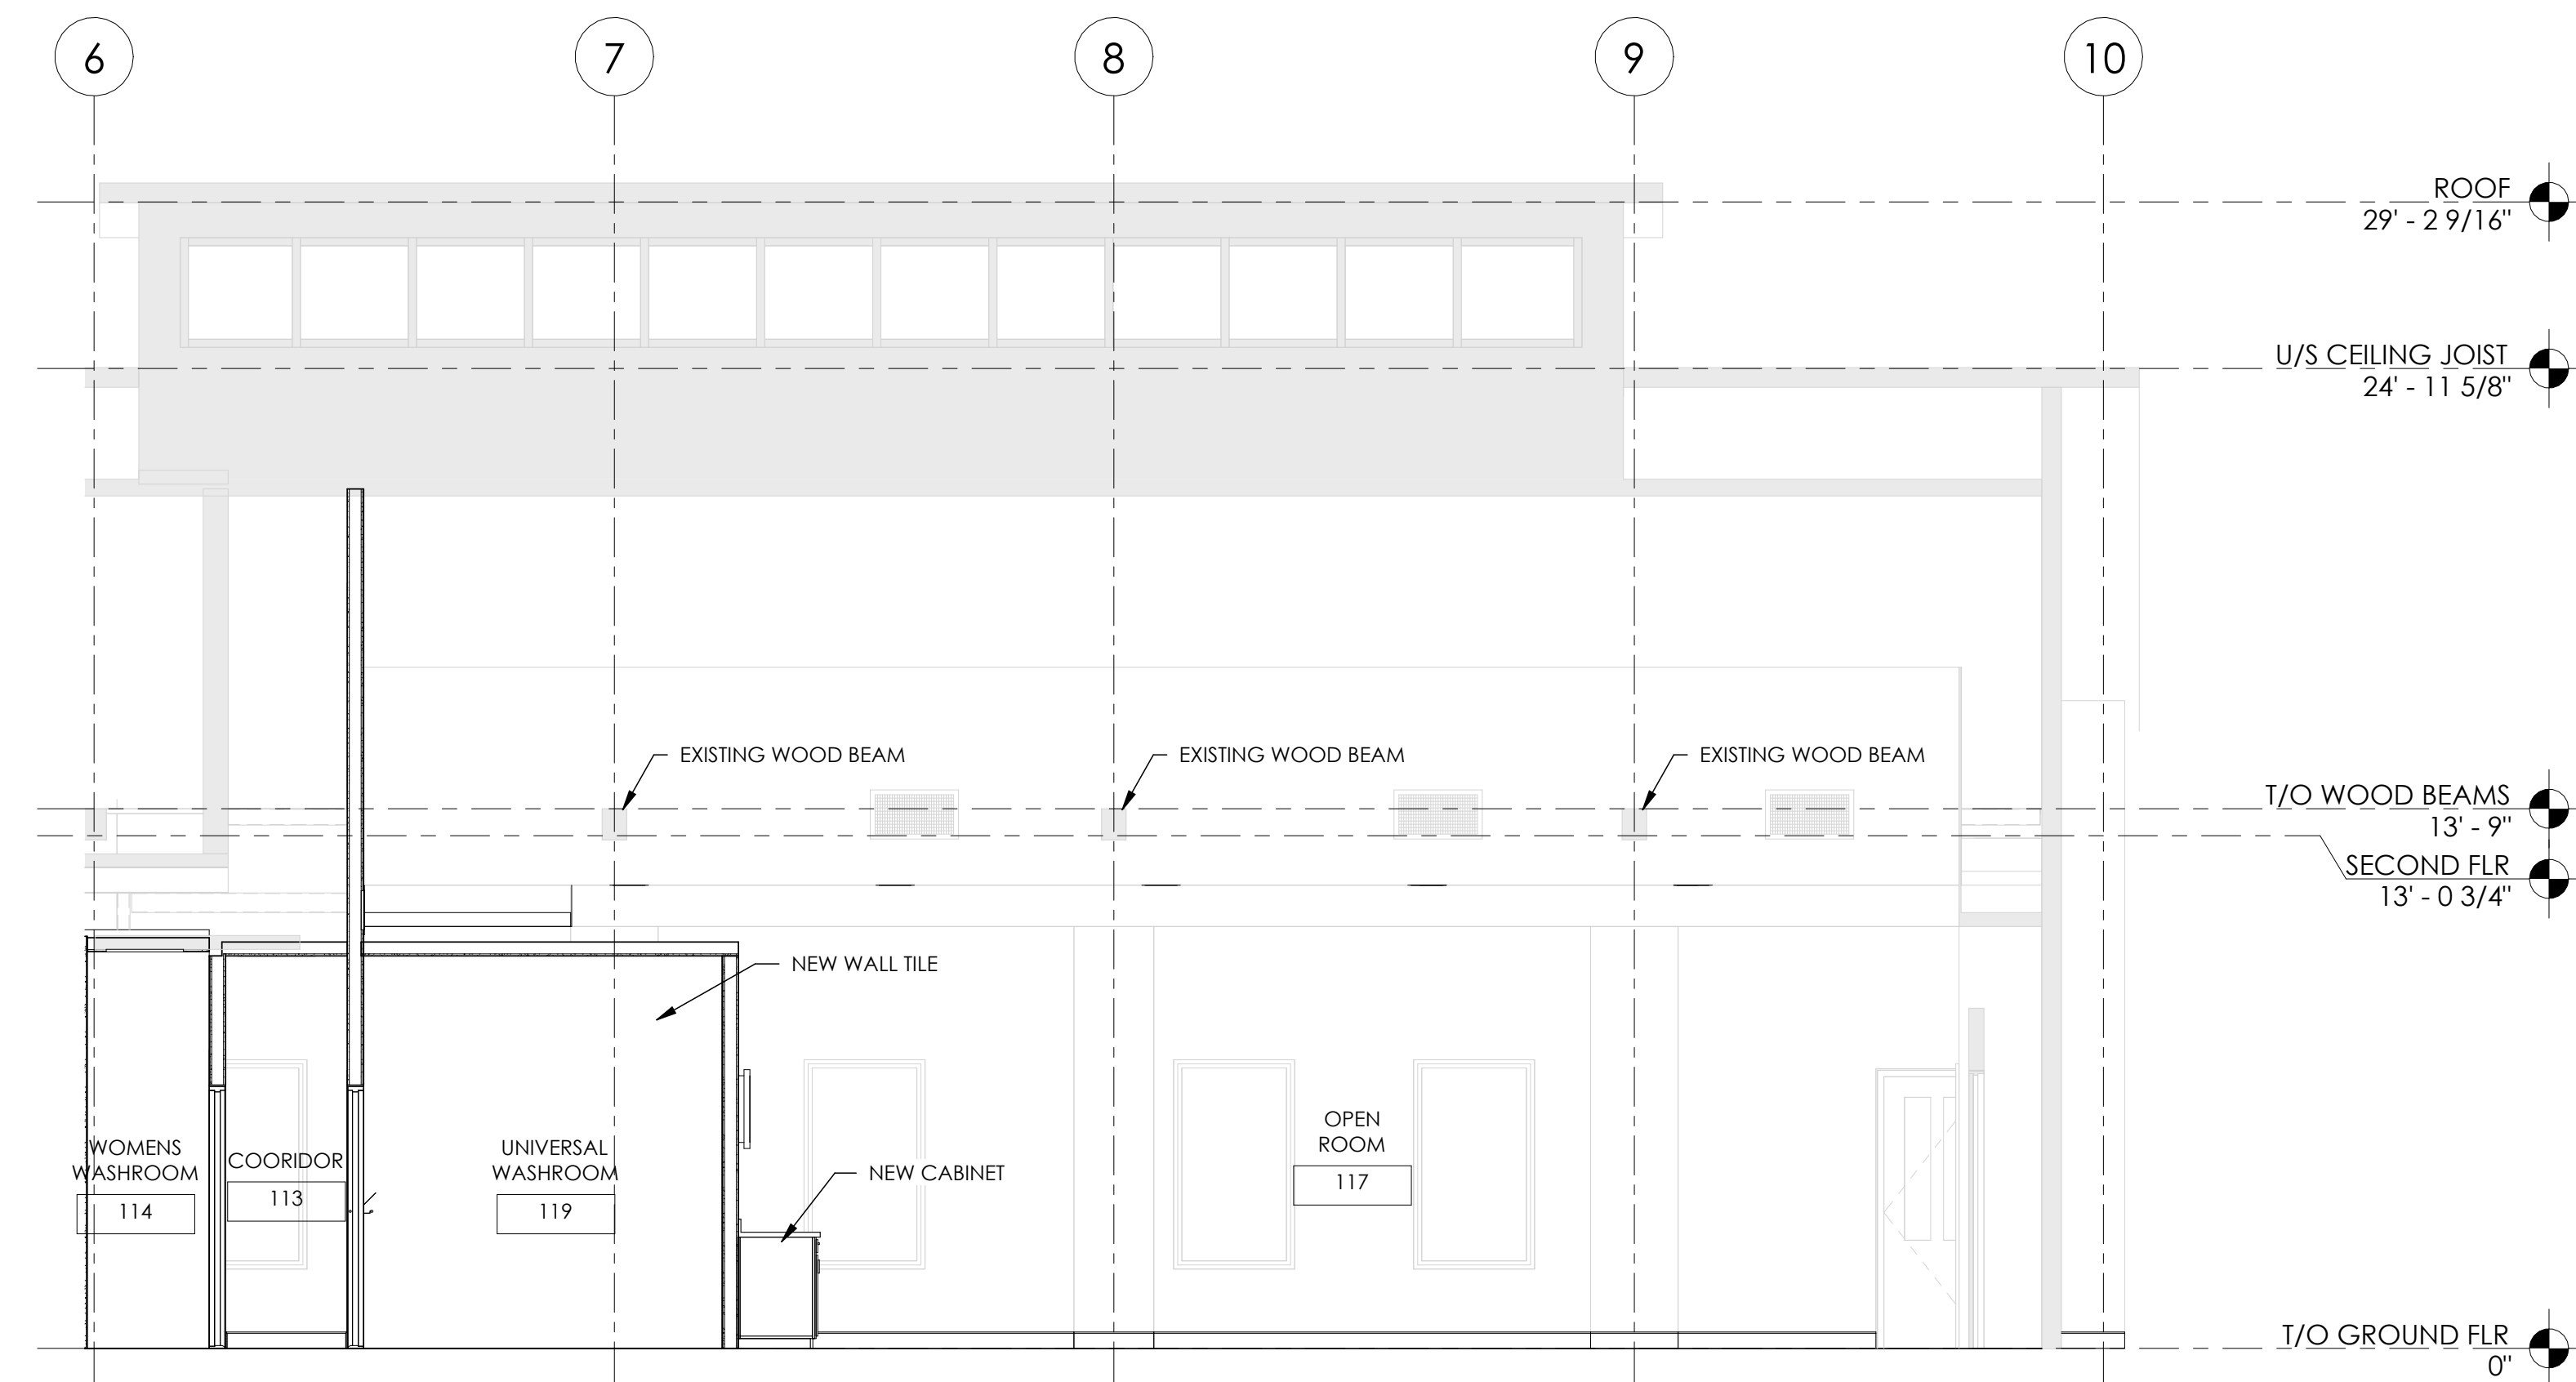 6
7
8
9
10
ROOF
29' - 2 9/16"
U/S CEILING JOIST
24' - 11 5/8"
EXISTING WOOD BEAM
EXISTING WOOD BEAM
EXISTING WOOD BEAM
T/O WOOD BEAMS
13' - 9"
SECOND FLR
13' - 0 3/4"
NEW WALL TILE
WOMENS
WASHROOM
114
COORIDOR
113
UNIVERSAL
WASHROOM
119
NEW CABINET
OPEN
ROOM
117
T/O GROUND FLR
0"